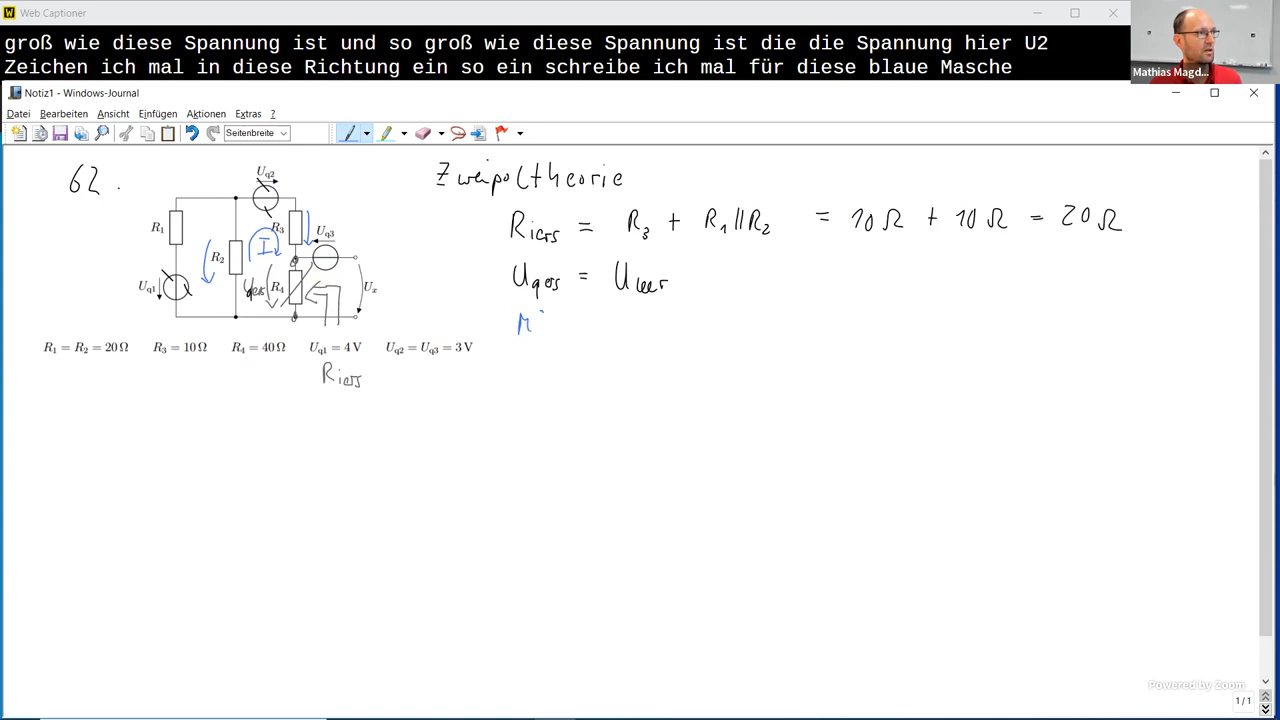 Web Captioner
groß wie diese Spannung ist und so groß wie diese Spannung ist die die Spannung hier U2
Zeichen ich mal in diese Richtung ein so ein schreibe ich mal für diese blaue Masche
Mathias Magd...
Notiz1 - Windows-Journal
Datei Bearbeiten Ansicht Einfügen Aktionen Extras ?
Seitenbreite
62.
Zweipoltheorie
Uq2
R1
R3
Riers = R3 + R1||R2 = 10 Ω + 10 Ω = 20 Ω
Uq3
R2
I
Uq1
Uqers
R4
Ux
Uqers = Uleer
M
R1 = R2 = 20 Ω R3 = 10 Ω R4 = 40 Ω Uq1 = 4 V Uq2 = Uq3 = 3 V
Riers
Powered by Zoom
1 / 1